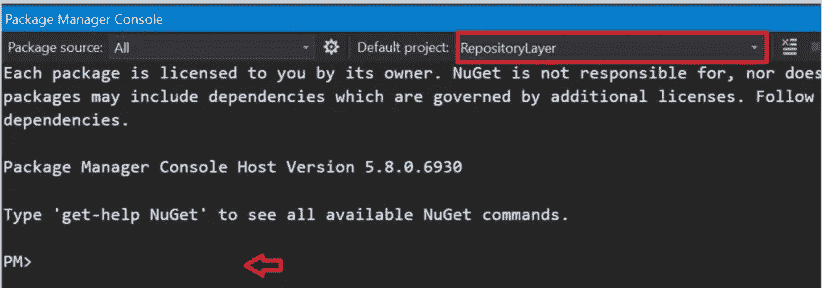 Package Manager Console
Package source: All Default project: RepositoryLayer
Each package is licensed to you by its owner. NuGet is not responsible for, nor does
packages may include dependencies which are governed by additional licenses. Follow
dependencies.
Package Manager Console Host Version 5.8.0.6930
Type 'get-help NuGet' to see all available NuGet commands.
PM>